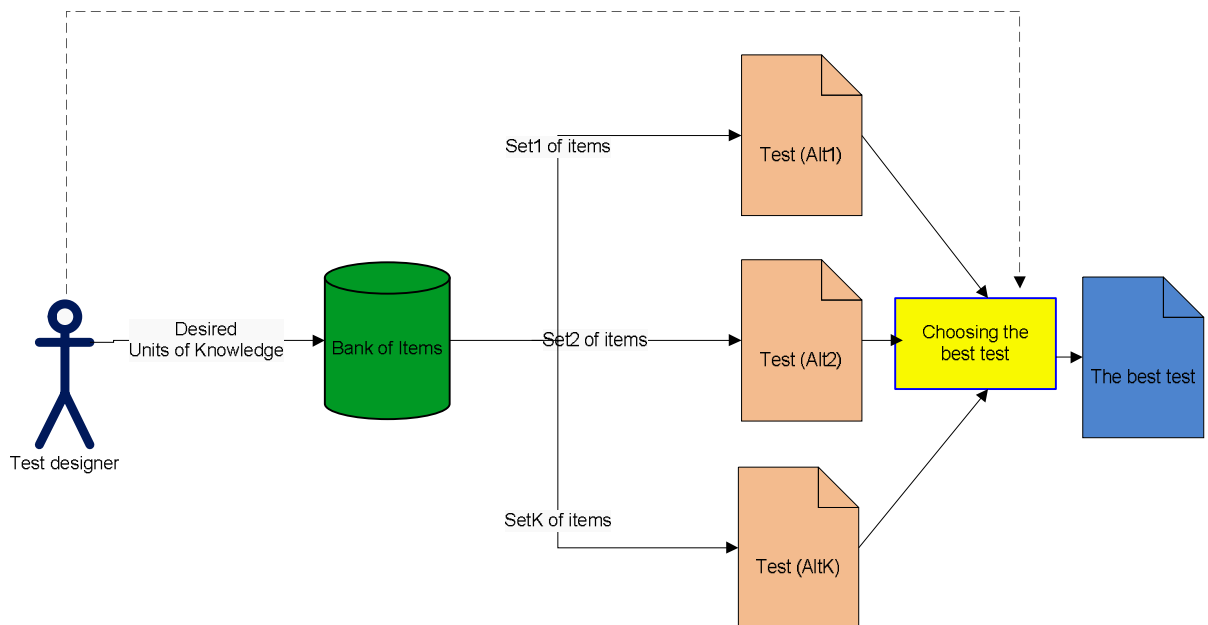 Set1 of items
Test (Alt1)
Desired
Units of Knowledge
Bank of Items
Set2 of items
Test (Alt2)
Choosing the
best test
The best test
Test designer
SetK of items
Test (AltK)